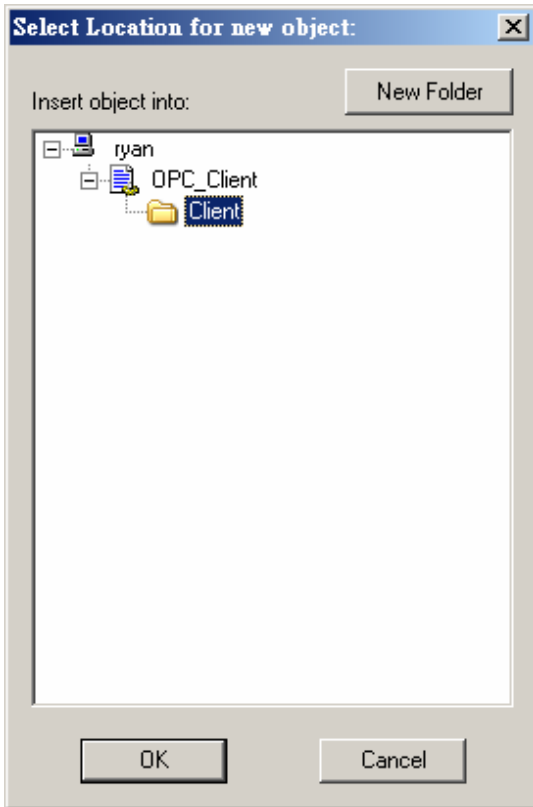 Select Location for new object:
New Folder
Insert object into:
ryan
OPC_Client
Client
OK
Cancel